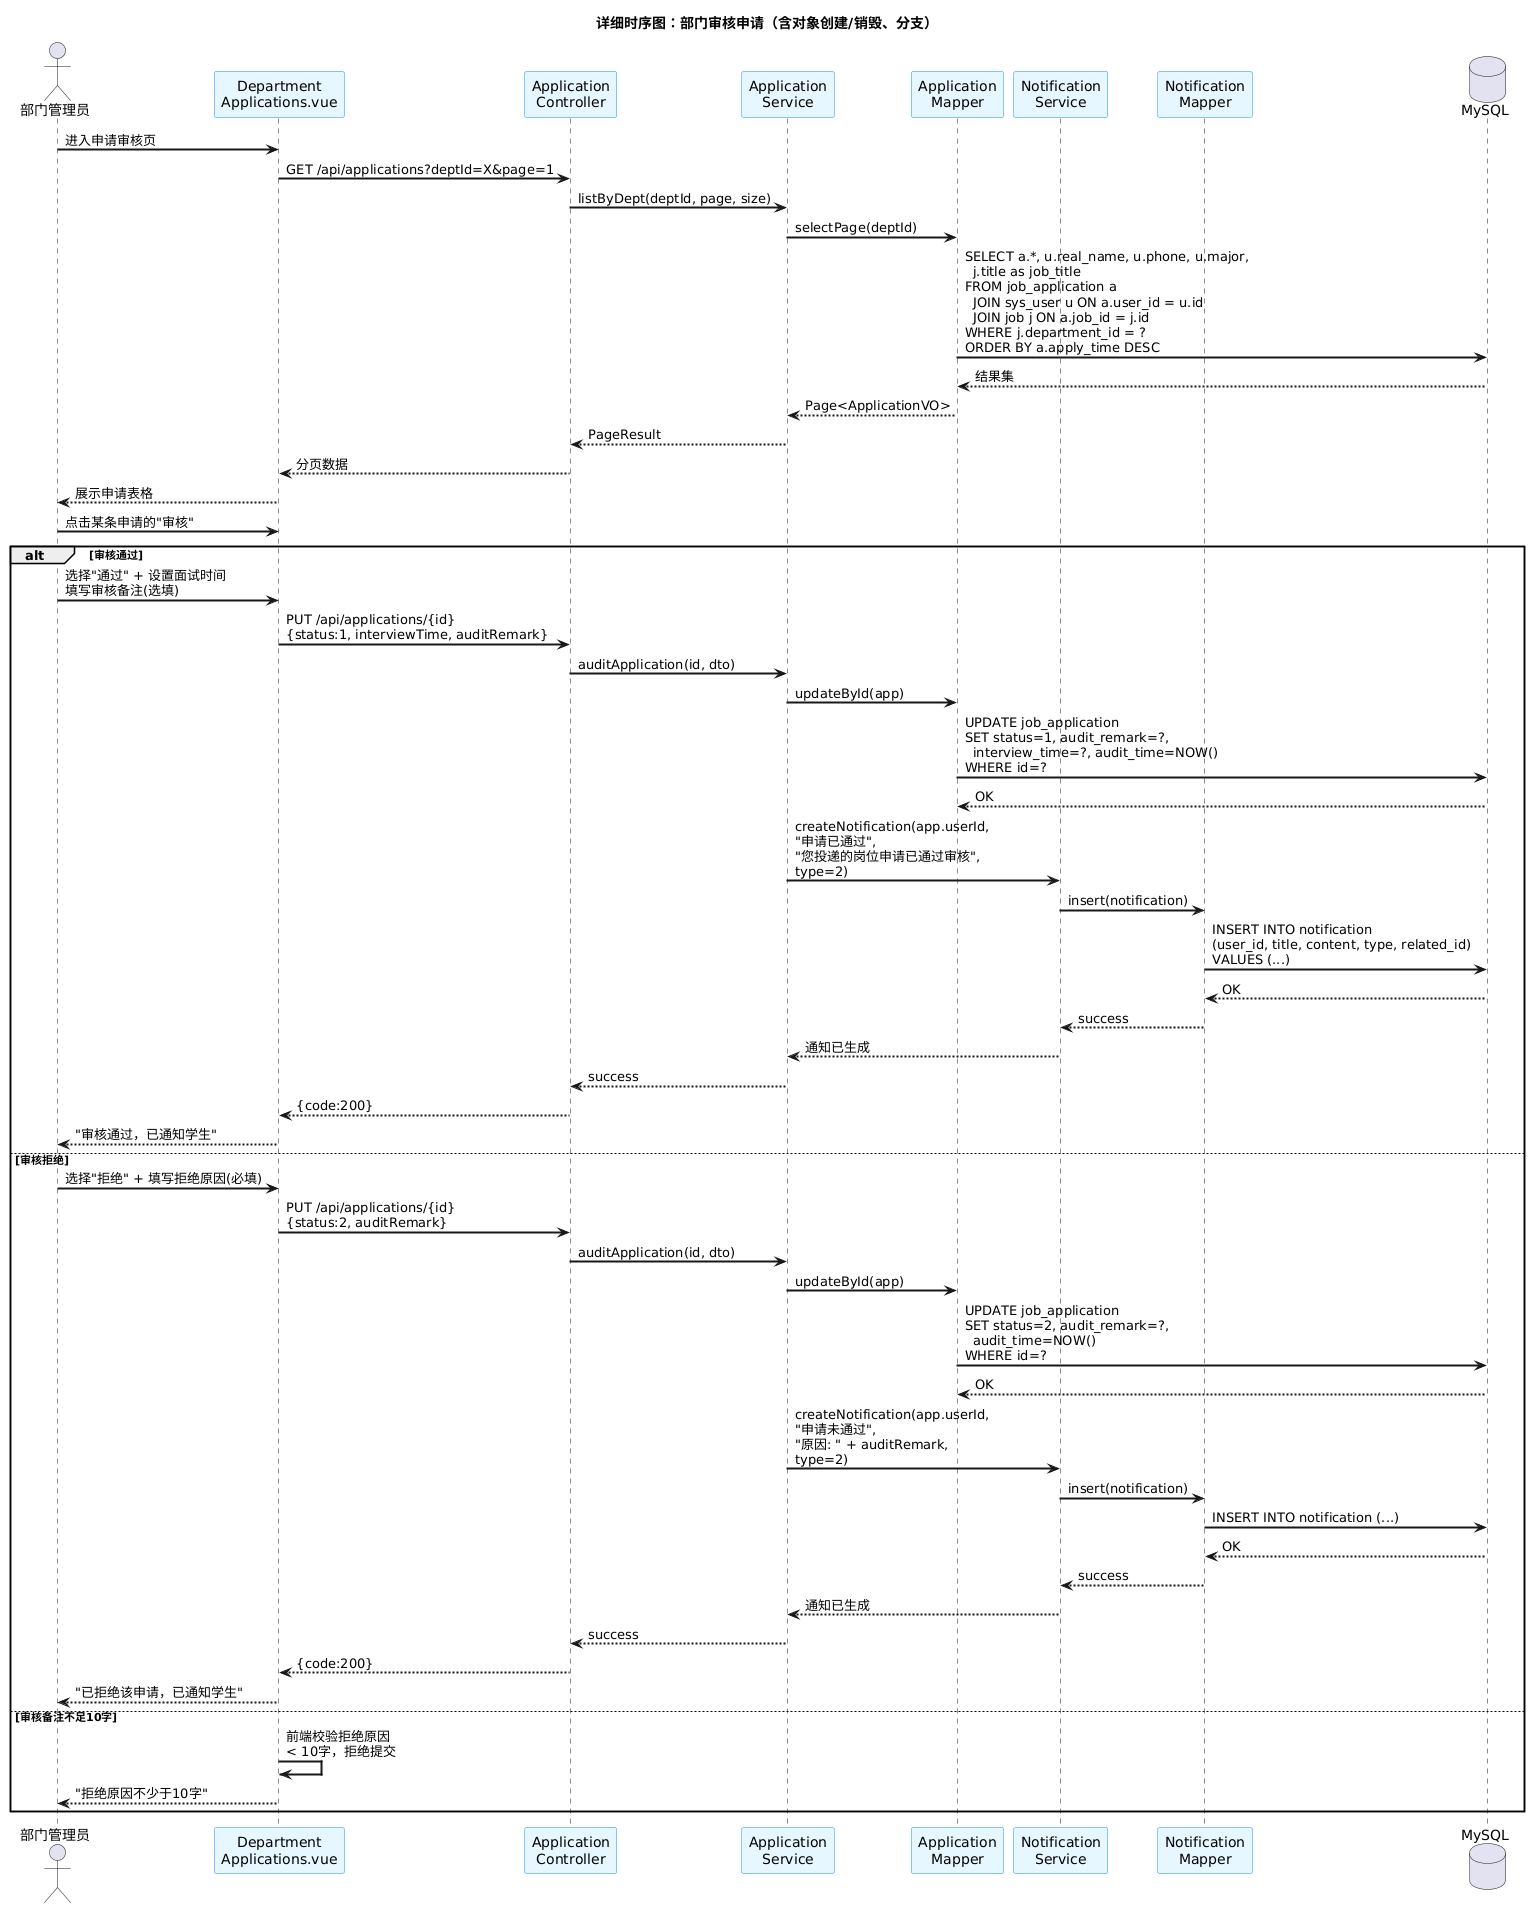 详细时序图：部门审核申请（含对象创建/销毁、分支）
部门管理员
Department
Applications.vue
Application
Controller
Application
Service
Application
Mapper
Notification
Service
Notification
Mapper
MySQL
进入申请审核页
GET /api/applications?deptId=X&page=1
listByDept(deptId, page, size)
selectPage(deptId)
SELECT a.*, u.real_name, u.phone, u.major,
j.title as job_title
FROM job_application a
JOIN sys_user u ON a.user_id = u.id
JOIN job j ON a.job_id = j.id
WHERE j.department_id = ?
ORDER BY a.apply_time DESC
结果集
Page<ApplicationVO>
PageResult
分页数据
展示申请表格
点击某条申请的"审核"
alt [审核通过]
选择"通过" + 设置面试时间
填写审核备注(选填)
PUT /api/applications/{id}
{status:1, interviewTime, auditRemark}
auditApplication(id, dto)
updateById(app)
UPDATE job_application
SET status=1, audit_remark=?,
interview_time=?, audit_time=NOW()
WHERE id=?
OK
createNotification(app.userId,
"申请已通过",
"您投递的岗位申请已通过审核",
type=2)
insert(notification)
INSERT INTO notification
(user_id, title, content, type, related_id)
VALUES (...)
OK
success
通知已生成
success
{code:200}
"审核通过，已通知学生"
[审核拒绝]
选择"拒绝" + 填写拒绝原因(必填)
PUT /api/applications/{id}
{status:2, auditRemark}
auditApplication(id, dto)
updateById(app)
UPDATE job_application
SET status=2, audit_remark=?,
audit_time=NOW()
WHERE id=?
OK
createNotification(app.userId,
"申请未通过",
"原因: " + auditRemark,
type=2)
insert(notification)
INSERT INTO notification (...)
OK
success
通知已生成
success
{code:200}
"已拒绝该申请，已通知学生"
[审核备注不足10字]
前端校验拒绝原因
< 10字，拒绝提交
"拒绝原因不少于10字"
部门管理员
Department
Applications.vue
Application
Controller
Application
Service
Application
Mapper
Notification
Service
Notification
Mapper
MySQL